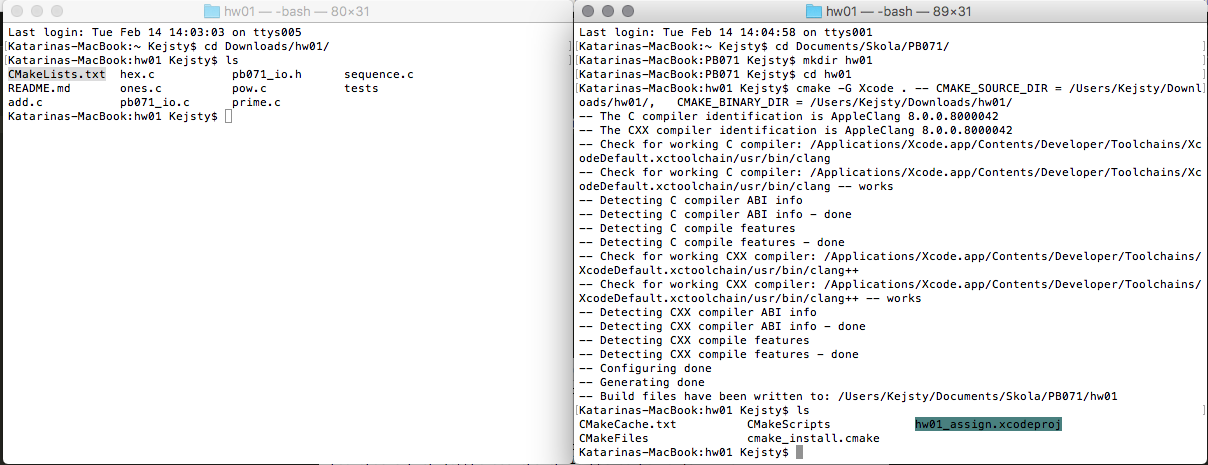 hw01 — -bash — 80×31
Last login: Tue Feb 14 14:03:03 on ttys005
[Katarinas-MacBook:~ Kejsty$ cd Downloads/hw01/ ]
[Katarinas-MacBook:hw01 Kejsty$ ls ]
CMakeLists.txt hex.c pb071_io.h sequence.c
README.md ones.c pow.c tests
add.c pb071_io.c prime.c
Katarinas-MacBook:hw01 Kejsty$
hw01 — -bash — 89×31
Last login: Tue Feb 14 14:04:58 on ttys001
[Katarinas-MacBook:~ Kejsty$ cd Documents/Skola/PB071/ ]
[Katarinas-MacBook:PB071 Kejsty$ mkdir hw01 ]
[Katarinas-MacBook:PB071 Kejsty$ cd hw01 ]
[Katarinas-MacBook:hw01 Kejsty$ cmake -G Xcode . -- CMAKE_SOURCE_DIR = /Users/Kejsty/Downl]
oads/hw01/, CMAKE_BINARY_DIR = /Users/Kejsty/Downloads/hw01/
-- The C compiler identification is AppleClang 8.0.0.8000042
-- The CXX compiler identification is AppleClang 8.0.0.8000042
-- Check for working C compiler: /Applications/Xcode.app/Contents/Developer/Toolchains/Xc
odeDefault.xctoolchain/usr/bin/clang
-- Check for working C compiler: /Applications/Xcode.app/Contents/Developer/Toolchains/Xc
odeDefault.xctoolchain/usr/bin/clang -- works
-- Detecting C compiler ABI info
-- Detecting C compiler ABI info - done
-- Detecting C compile features
-- Detecting C compile features - done
-- Check for working CXX compiler: /Applications/Xcode.app/Contents/Developer/Toolchains/
XcodeDefault.xctoolchain/usr/bin/clang++
-- Check for working CXX compiler: /Applications/Xcode.app/Contents/Developer/Toolchains/
XcodeDefault.xctoolchain/usr/bin/clang++ -- works
-- Detecting CXX compiler ABI info
-- Detecting CXX compiler ABI info - done
-- Detecting CXX compile features
-- Detecting CXX compile features - done
-- Configuring done
-- Generating done
-- Build files have been written to: /Users/Kejsty/Documents/Skola/PB071/hw01
[Katarinas-MacBook:hw01 Kejsty$ ls ]
CMakeCache.txt CMakeScripts hw01_assign.xcodeproj
CMakeFiles cmake_install.cmake
Katarinas-MacBook:hw01 Kejsty$